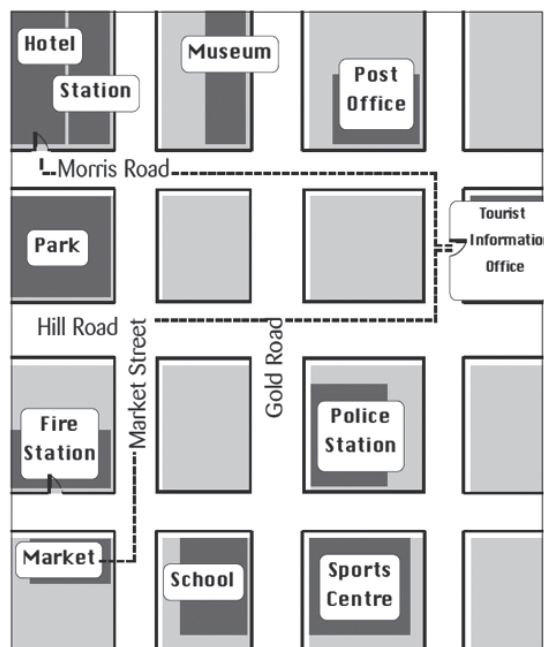 Hotel
Station
Museum
Post
Office
Morris Road
Park
Tourist
Informatio
Office
Hill Road
Market Street
Gold Road
Fire
Station
Police
Station
Market
School
Sports
Centre